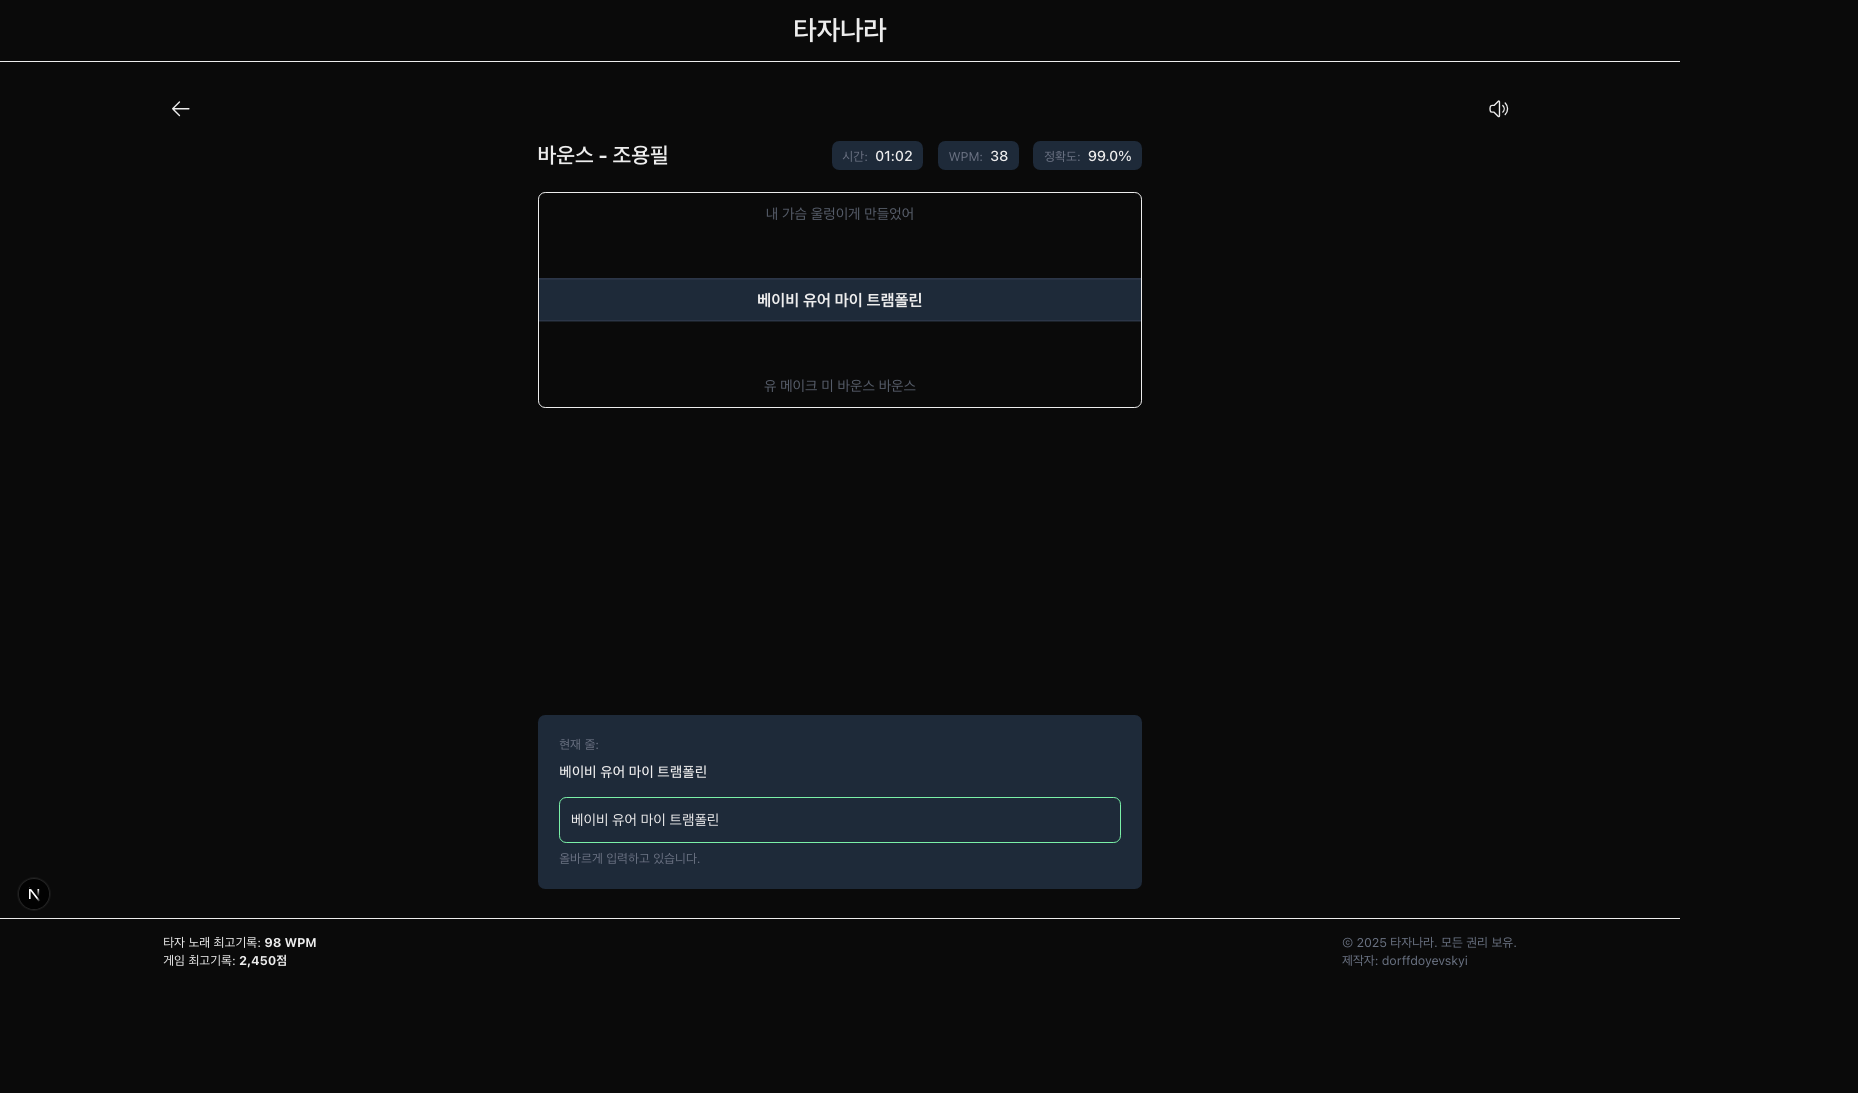 타자나라
바운스 - 조용필
시간: 01:02
WPM: 38
정확도: 99.0%
내 가슴 울렁이게 만들었어
베이비 유어 마이 트램폴린
유 메이크 미 바운스 바운스
현재 줄:
베이비 유어 마이 트램폴린
베이비 유어 마이 트램폴린
올바르게 입력하고 있습니다.
N
타자 노래 최고기록: 98 WPM
게임 최고기록: 2,450점
© 2025 타자나라. 모든 권리 보유.
제작자: dorffdoyevskyi